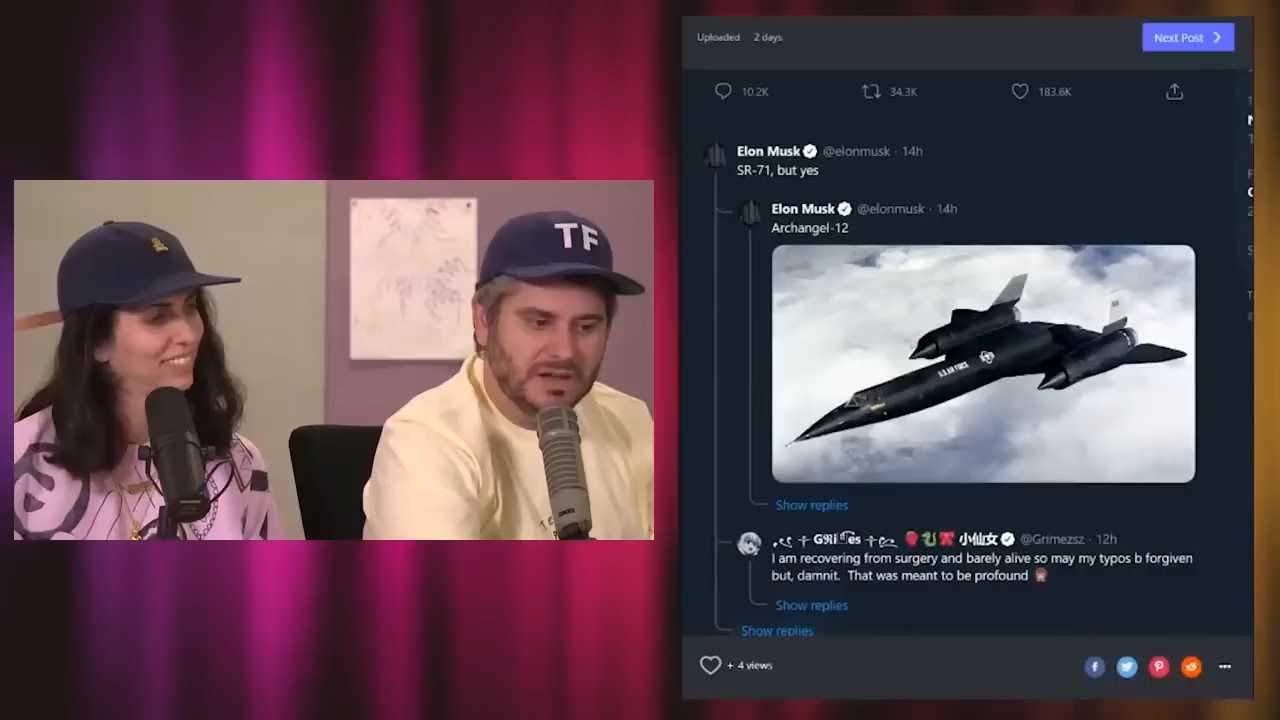 Uploaded 2 days
Next Post
10.2K 34.3K 183.6K
Elon Musk @elonmusk · 14h
SR-71, but yes
Elon Musk @elonmusk · 14h
Archangel-12
U.S. AIR FORCE
Show replies
小仙女 @Grimezsz · 12h
I am recovering from surgery and barely alive so may my typos b forgiven
but, damnit. That was meant to be profound
Show replies
Show replies
+ 4 views
TF